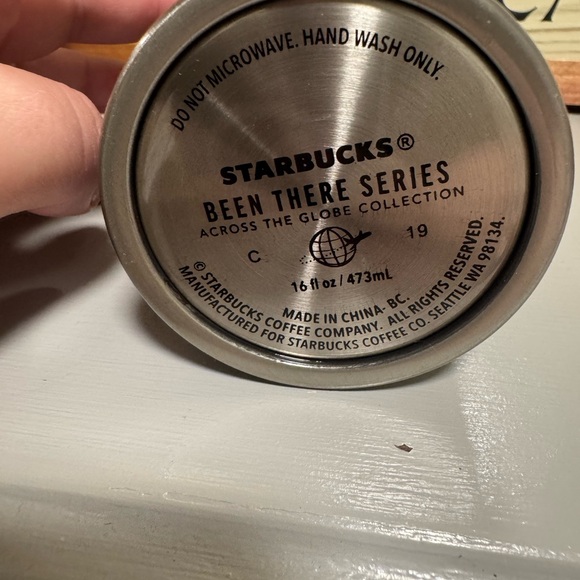 DO NOT MICROWAVE. HAND WASH ONLY.
STARBUCKS®
BEEN THERE SERIES
ACROSS THE GLOBE COLLECTION
C 19
16 fl oz / 473mL
MADE IN CHINA- BC.
© STARBUCKS COFFEE COMPANY. ALL RIGHTS RESERVED.
MANUFACTURED FOR STARBUCKS COFFEE CO. SEATTLE WA 98134.